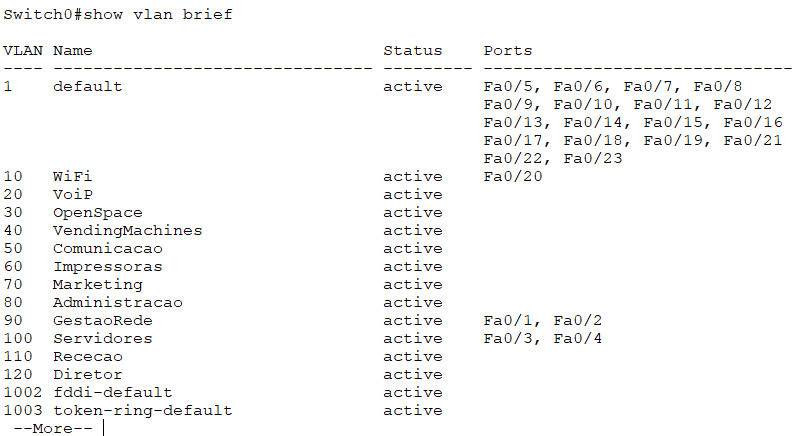 Switch0#show vlan brief
VLAN Name                             Status    Ports
---- -------------------------------- --------- -------------------------------
1    default                          active    Fa0/5, Fa0/6, Fa0/7, Fa0/8
                                                Fa0/9, Fa0/10, Fa0/11, Fa0/12
                                                Fa0/13, Fa0/14, Fa0/15, Fa0/16
                                                Fa0/17, Fa0/18, Fa0/19, Fa0/21
                                                Fa0/22, Fa0/23
10   WiFi                             active    Fa0/20
20   VoiP                             active
30   OpenSpace                        active
40   VendingMachines                  active
50   Comunicacao                      active
60   Impressoras                      active
70   Marketing                        active
80   Administracao                    active
90   GestaoRede                       active    Fa0/1, Fa0/2
100  Servidores                       active    Fa0/3, Fa0/4
110  Rececao                          active
120  Diretor                          active
1002 fddi-default                     active
1003 token-ring-default               active
 --More--